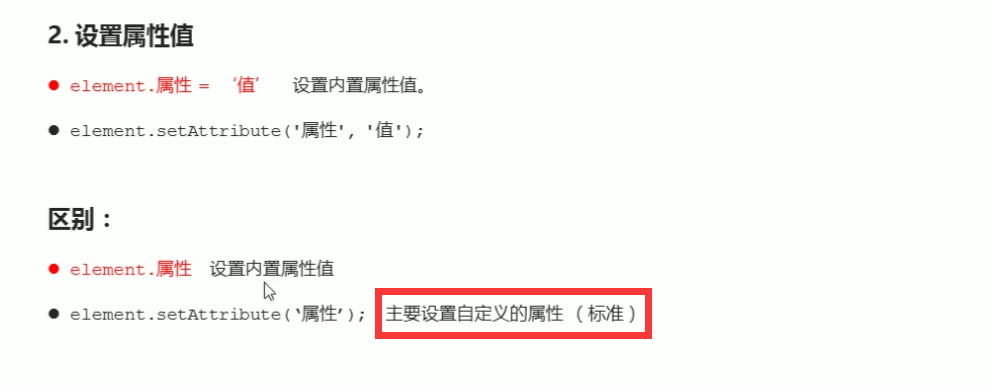 2. 设置属性值
● element.属性 = ‘值’ 设置内置属性值。
● element.setAttribute('属性', '值');
区别：
● element.属性 设置内置属性值
● element.setAttribute(‘属性’); 主要设置自定义的属性 （标准）